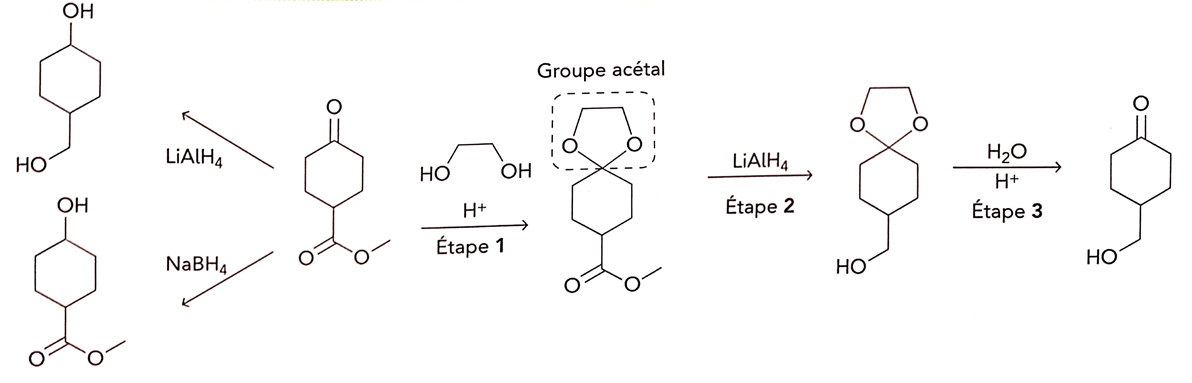 OH
HO
LiAlH₄
OH
NaBH₄
O
O
O
O
HO
OH
H⁺
Étape 1
Groupe acétal
O
O
O
O
LiAlH₄
Étape 2
O
O
HO
H₂O
H⁺
Étape 3
O
HO
O
O